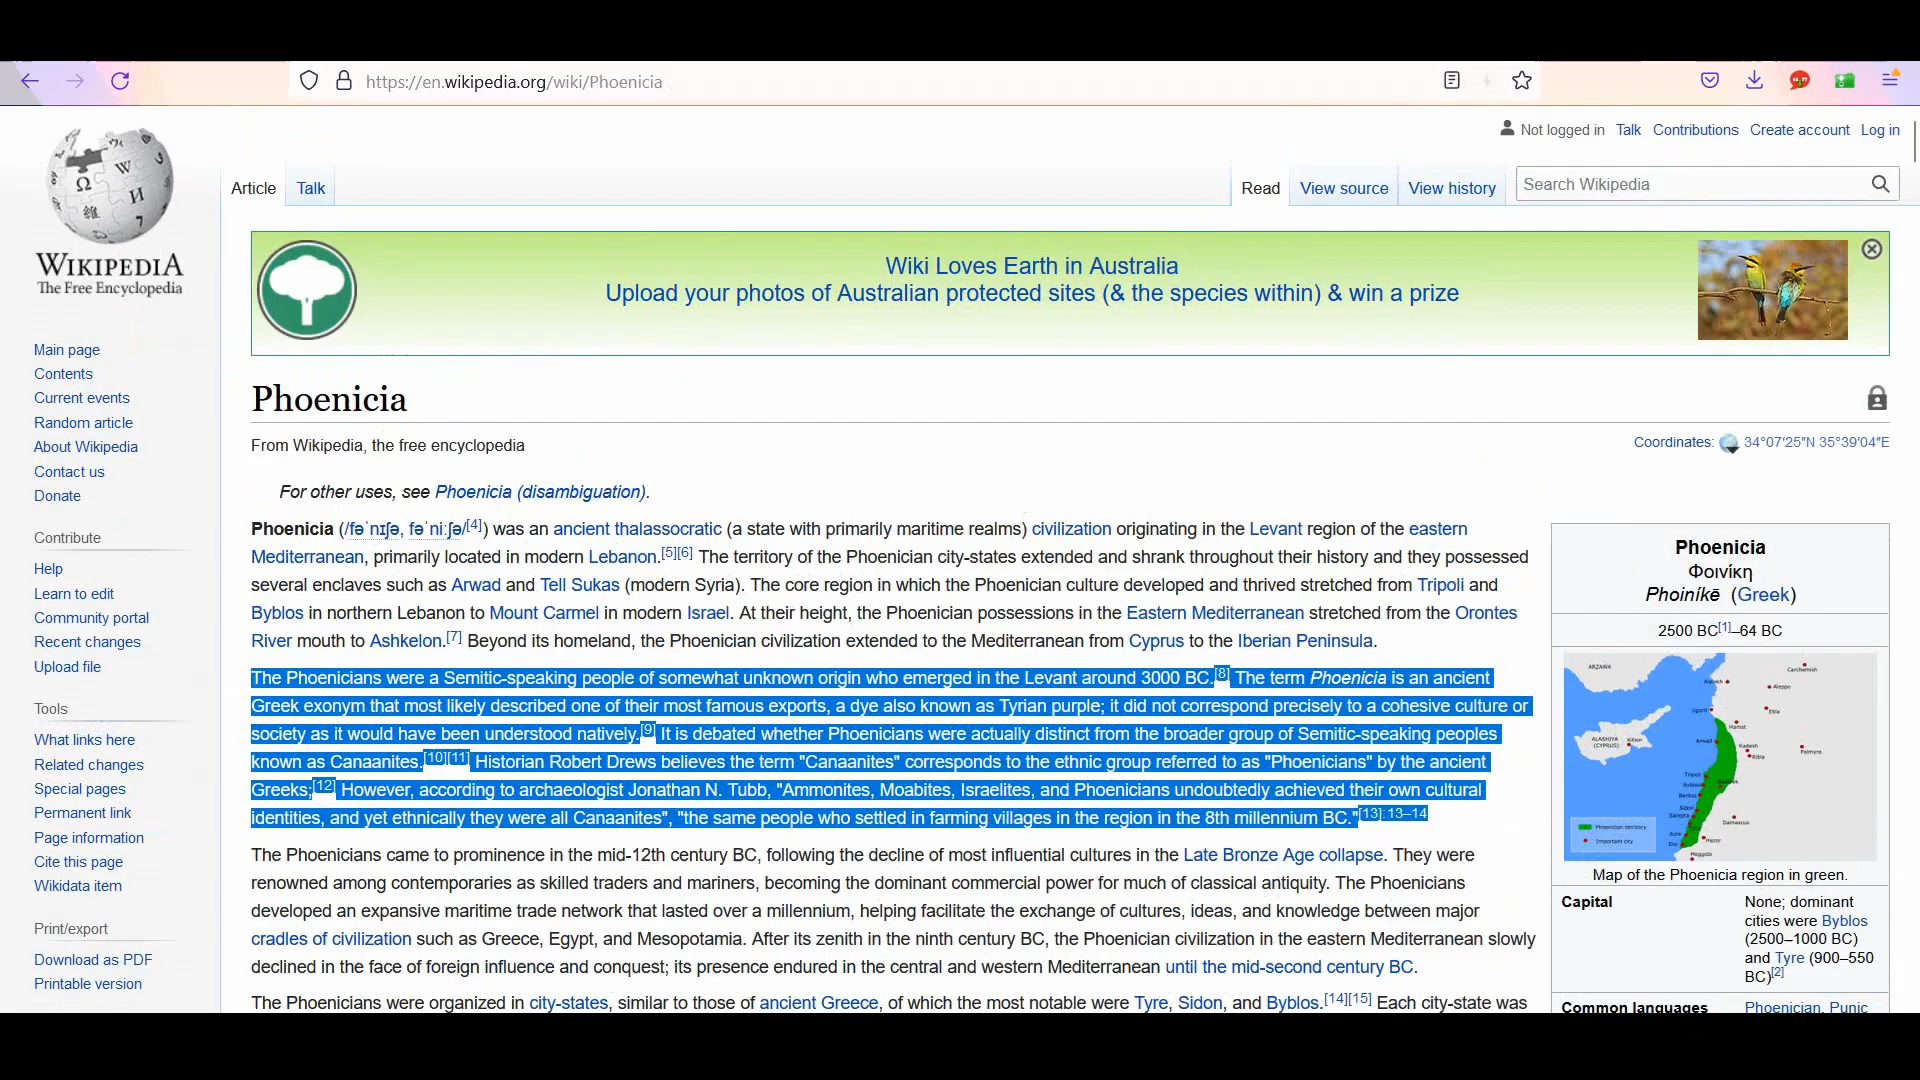 https://en.wikipedia.org/wiki/Phoenicia
Not logged in Talk Contributions Create account Log in
Article Talk Read View source View history Search Wikipedia
WIKIPEDIA
The Free Encyclopedia
Wiki Loves Earth in Australia
Upload your photos of Australian protected sites (& the species within) & win a prize
Main page
Contents
Current events
Random article
About Wikipedia
Contact us
Donate
Contribute
Help
Learn to edit
Community portal
Recent changes
Upload file
Tools
What links here
Related changes
Special pages
Permanent link
Page information
Cite this page
Wikidata item
Print/export
Download as PDF
Printable version
Phoenicia
From Wikipedia, the free encyclopedia
Coordinates: 34°07′25″N 35°39′04″E
For other uses, see Phoenicia (disambiguation).
Phoenicia (/fəˈnɪʃə, fəˈniːʃə/[4]) was an ancient thalassocratic (a state with primarily maritime realms) civilization originating in the Levant region of the eastern
Mediterranean, primarily located in modern Lebanon.[5][6] The territory of the Phoenician city-states extended and shrank throughout their history and they possessed
several enclaves such as Arwad and Tell Sukas (modern Syria). The core region in which the Phoenician culture developed and thrived stretched from Tripoli and
Byblos in northern Lebanon to Mount Carmel in modern Israel. At their height, the Phoenician possessions in the Eastern Mediterranean stretched from the Orontes
River mouth to Ashkelon.[7] Beyond its homeland, the Phoenician civilization extended to the Mediterranean from Cyprus to the Iberian Peninsula.
The Phoenicians were a Semitic-speaking people of somewhat unknown origin who emerged in the Levant around 3000 BC.[8] The term Phoenicia is an ancient
Greek exonym that most likely described one of their most famous exports, a dye also known as Tyrian purple; it did not correspond precisely to a cohesive culture or
society as it would have been understood natively.[9] It is debated whether Phoenicians were actually distinct from the broader group of Semitic-speaking peoples
known as Canaanites.[10][11] Historian Robert Drews believes the term "Canaanites" corresponds to the ethnic group referred to as "Phoenicians" by the ancient
Greeks;[12] However, according to archaeologist Jonathan N. Tubb, "Ammonites, Moabites, Israelites, and Phoenicians undoubtedly achieved their own cultural
identities, and yet ethnically they were all Canaanites", "the same people who settled in farming villages in the region in the 8th millennium BC."[13]: 13–14
The Phoenicians came to prominence in the mid-12th century BC, following the decline of most influential cultures in the Late Bronze Age collapse. They were
renowned among contemporaries as skilled traders and mariners, becoming the dominant commercial power for much of classical antiquity. The Phoenicians
developed an expansive maritime trade network that lasted over a millennium, helping facilitate the exchange of cultures, ideas, and knowledge between major
cradles of civilization such as Greece, Egypt, and Mesopotamia. After its zenith in the ninth century BC, the Phoenician civilization in the eastern Mediterranean slowly
declined in the face of foreign influence and conquest; its presence endured in the central and western Mediterranean until the mid-second century BC.
The Phoenicians were organized in city-states, similar to those of ancient Greece, of which the most notable were Tyre, Sidon, and Byblos.[14][15] Each city-state was
Phoenicia
Φοινίκη
Phoiníkē (Greek)
2500 BC[1]–64 BC
ARZAWA
Carchemish
Alalakh
Aleppo
Ugarit
Ebla
Hamat
ALASHIYA
(CYPRUS)
Kition
Arwad
Kadesh
Ribla
Palmyra
Tripoli
Byblos
Sidon
Sarepta
Damascus
Acre
Hazor
Dor
Megiddo
Phoenician territory
Important city
Map of the Phoenicia region in green.
Capital None; dominant
cities were Byblos
(2500–1000 BC)
and Tyre (900–550
BC)[2]
Common languages Phoenician, Punic